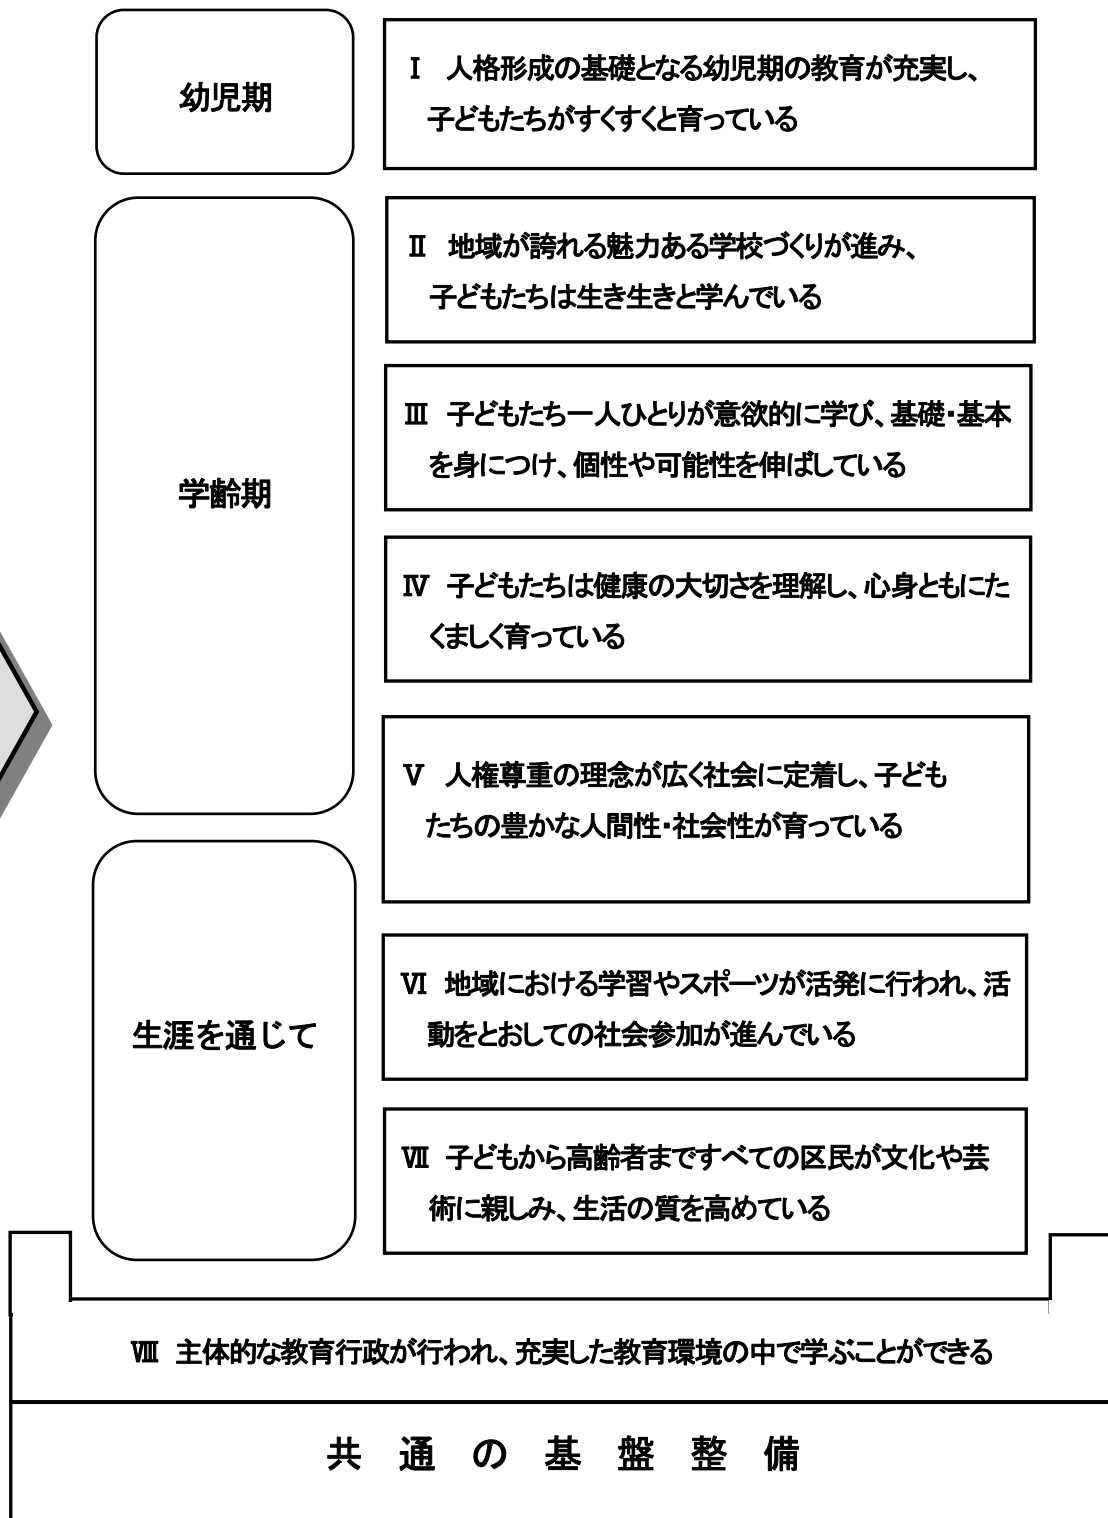 幼児期
Ⅰ　人格形成の基礎となる幼児期の教育が充実し、
子どもたちがすくすくと育っている
学齢期
Ⅱ　地域が誇れる魅力ある学校づくりが進み、
子どもたちは生き生きと学んでいる
Ⅲ　子どもたち一人ひとりが意欲的に学び、基礎・基本
を身につけ、個性や可能性を伸ばしている
Ⅳ　子どもたちは健康の大切さを理解し、心身ともにた
くましく育っている
Ⅴ　人権尊重の理念が広く社会に定着し、子ども
たちの豊かな人間性・社会性が育っている
生涯を通じて
Ⅵ　地域における学習やスポーツが活発に行われ、活
動をとおしての社会参加が進んでいる
Ⅶ　子どもから高齢者まですべての区民が文化や芸
術に親しみ、生活の質を高めている
Ⅷ　主体的な教育行政が行われ、充実した教育環境の中で学ぶことができる
共　通　の　基　盤　整　備